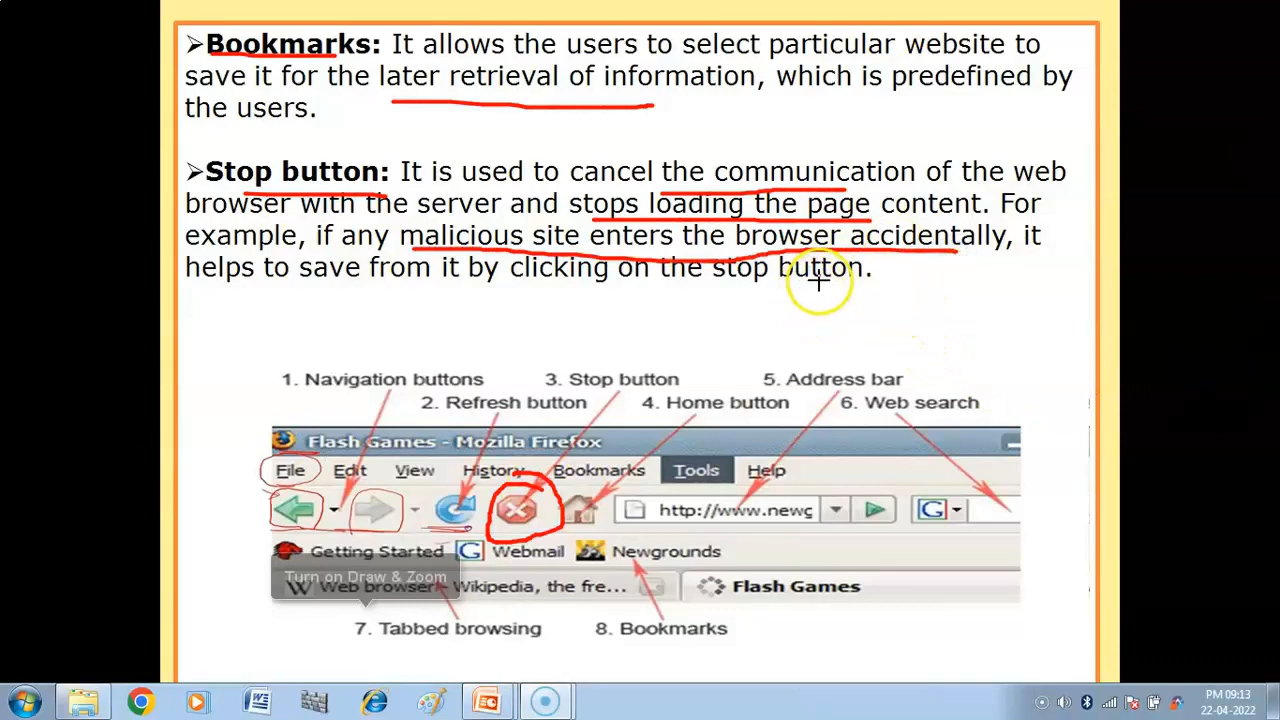 ➢Bookmarks: It allows the users to select particular website to
save it for the later retrieval of information, which is predefined by
the users.
➢Stop button: It is used to cancel the communication of the web
browser with the server and stops loading the page content. For
example, if any malicious site enters the browser accidentally, it
helps to save from it by clicking on the stop button.
1. Navigation buttons 3. Stop button 5. Address bar
2. Refresh button 4. Home button 6. Web search
Flash Games - Mozilla Firefox
File Edit View History Bookmarks Tools Help
http://www.newg G
Getting Started G Webmail Newgrounds
Turn on Draw & Zoom
W Web browser - Wikipedia, the fre... Flash Games
7. Tabbed browsing 8. Bookmarks
PM 09:13
22-04-2022